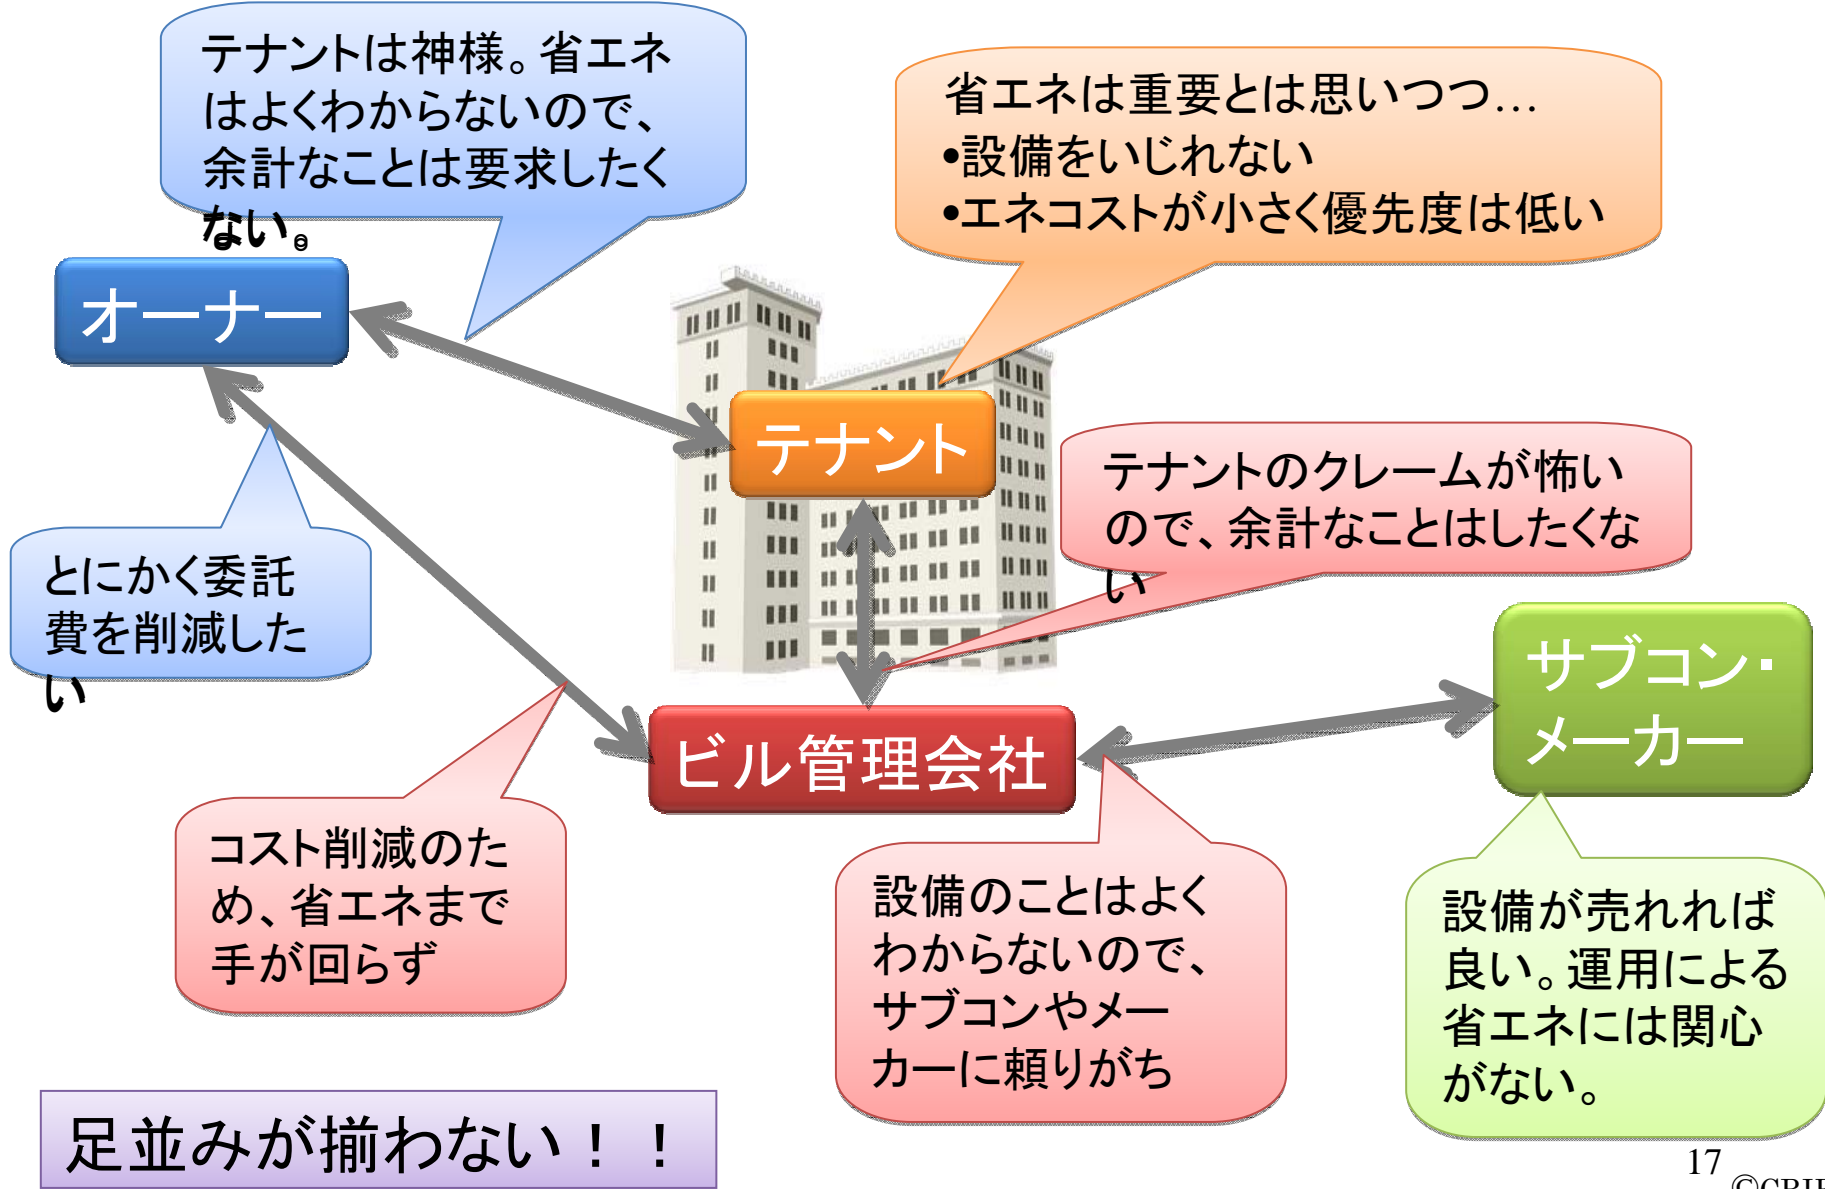 テナントは神様。省エネ
はよくわからないので、
余計なことは要求したく
ない。
省エネは重要とは思いつつ…
•設備をいじれない
•エネコストが小さく優先度は低い
オーナー
テナント
テナントのクレームが怖い
ので、余計なことはしたくな
い
とにかく委託
費を削減した
い
サブコン・
メーカー
ビル管理会社
コスト削減のた
め、省エネまで
手が回らず
設備のことはよく
わからないので、
サブコンやメー
カーに頼りがち
設備が売れれば
良い。運用による
省エネには関心
がない。
足並みが揃わない！！
17